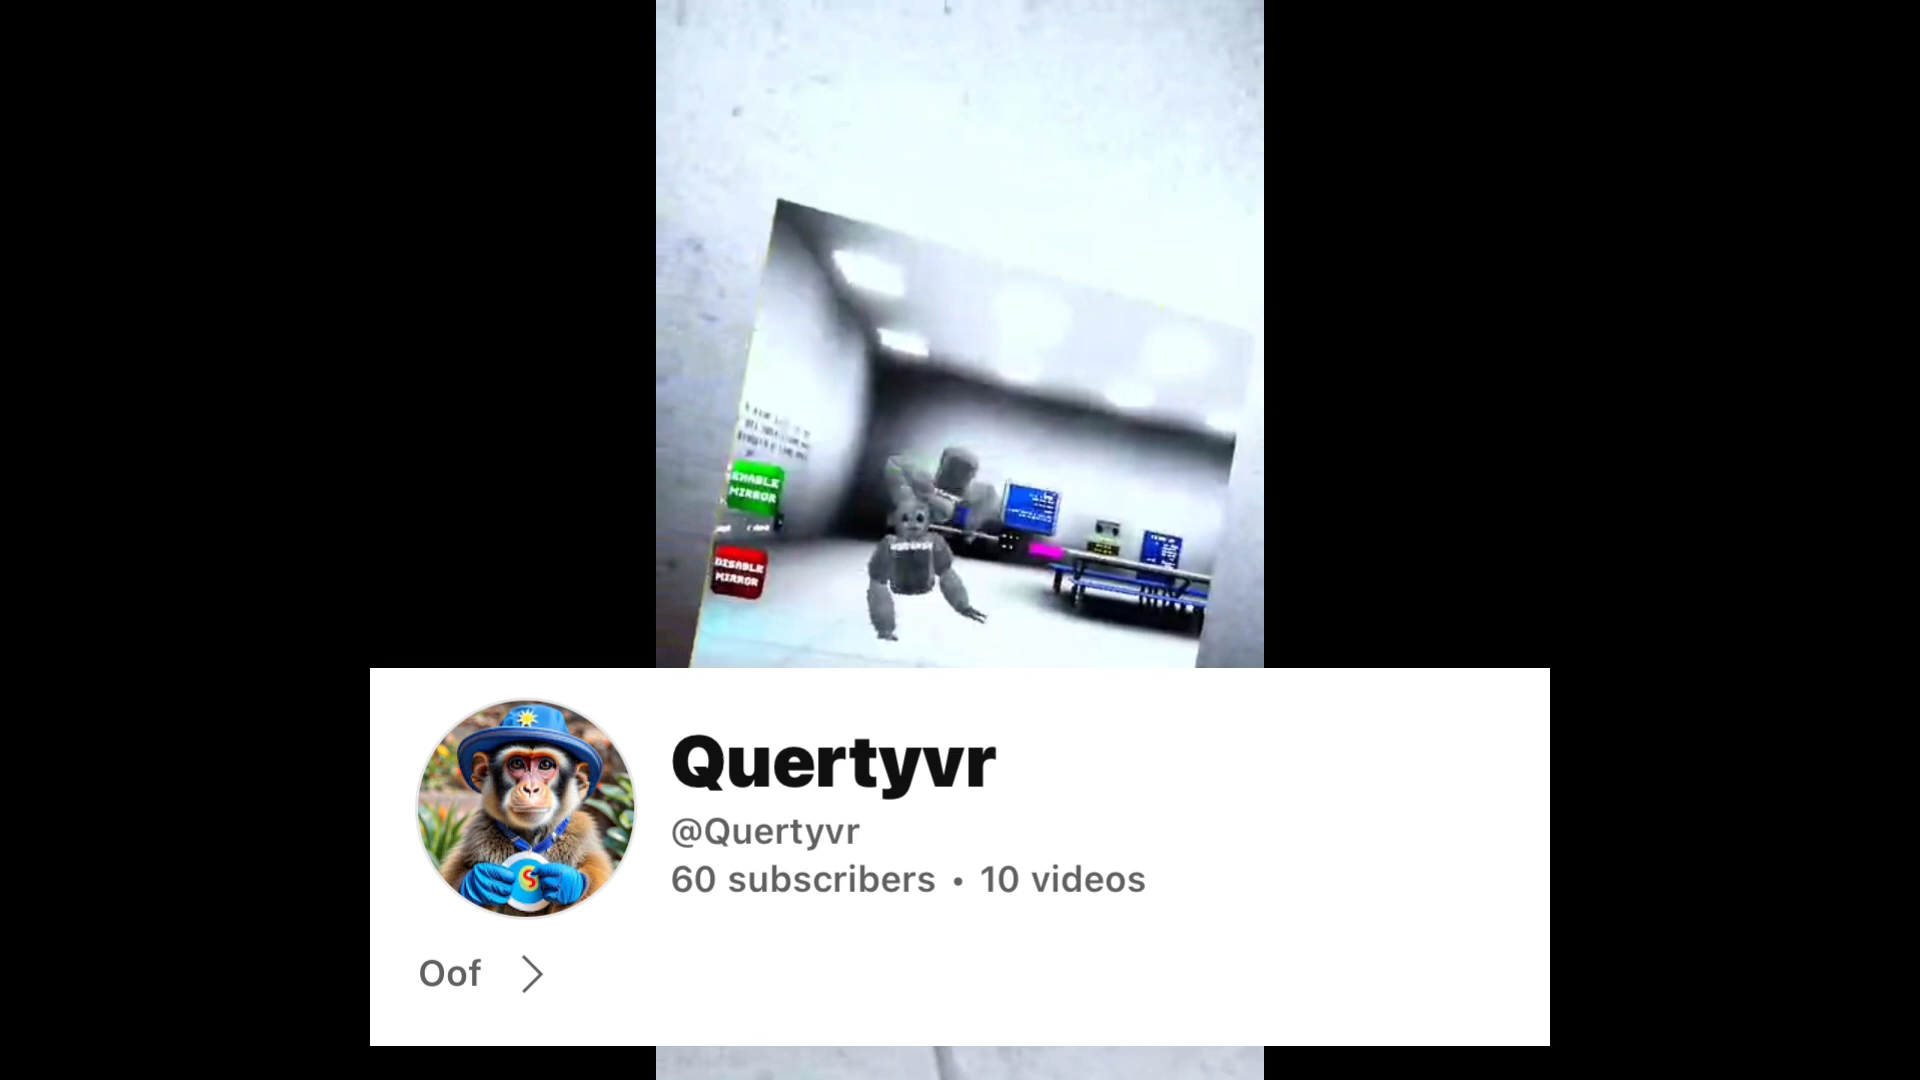 ENABLE
MIRROR
DISABLE
MIRROR
Quertyvr
@Quertyvr
60 subscribers • 10 videos
S
Oof >